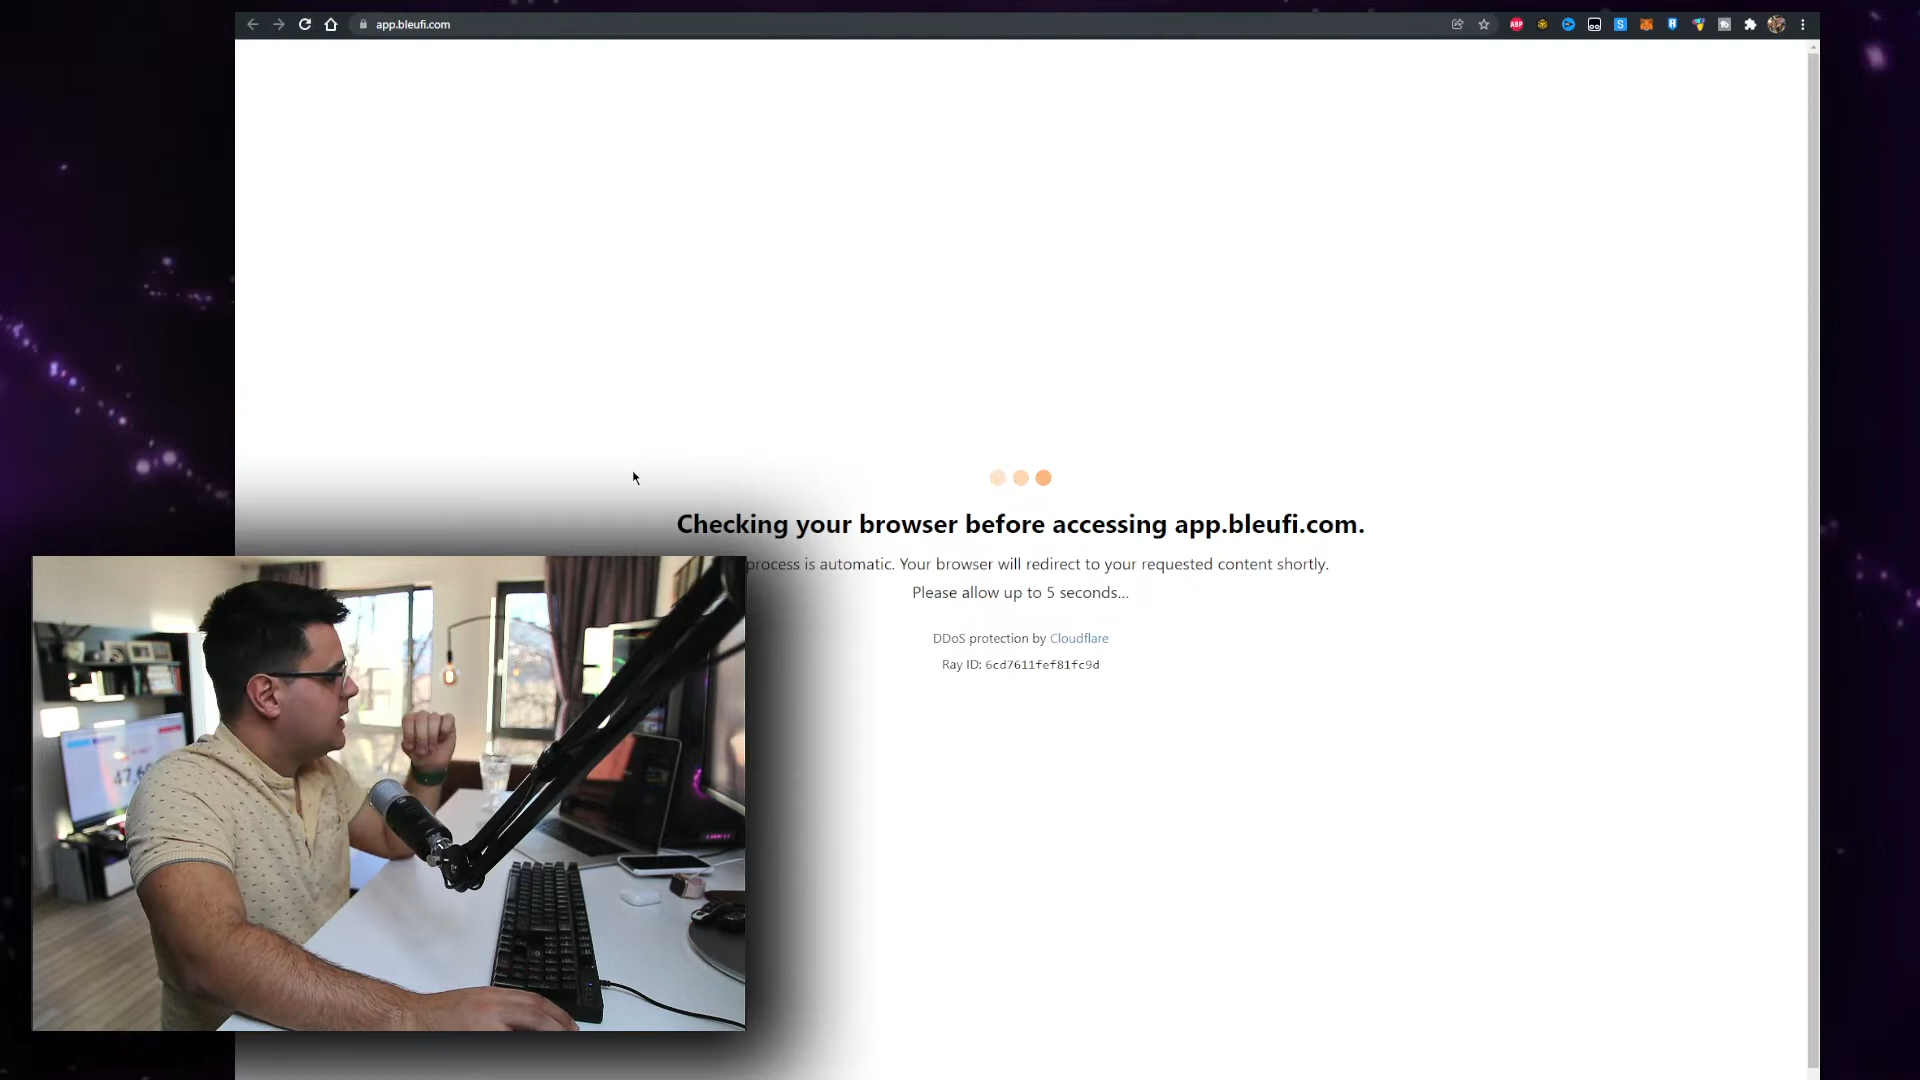 app.bleufi.com
ABP
Checking your browser before accessing app.bleufi.com.
process is automatic. Your browser will redirect to your requested content shortly.
Please allow up to 5 seconds...
DDoS protection by Cloudflare
Ray ID: 6cd7611fef81fc9d